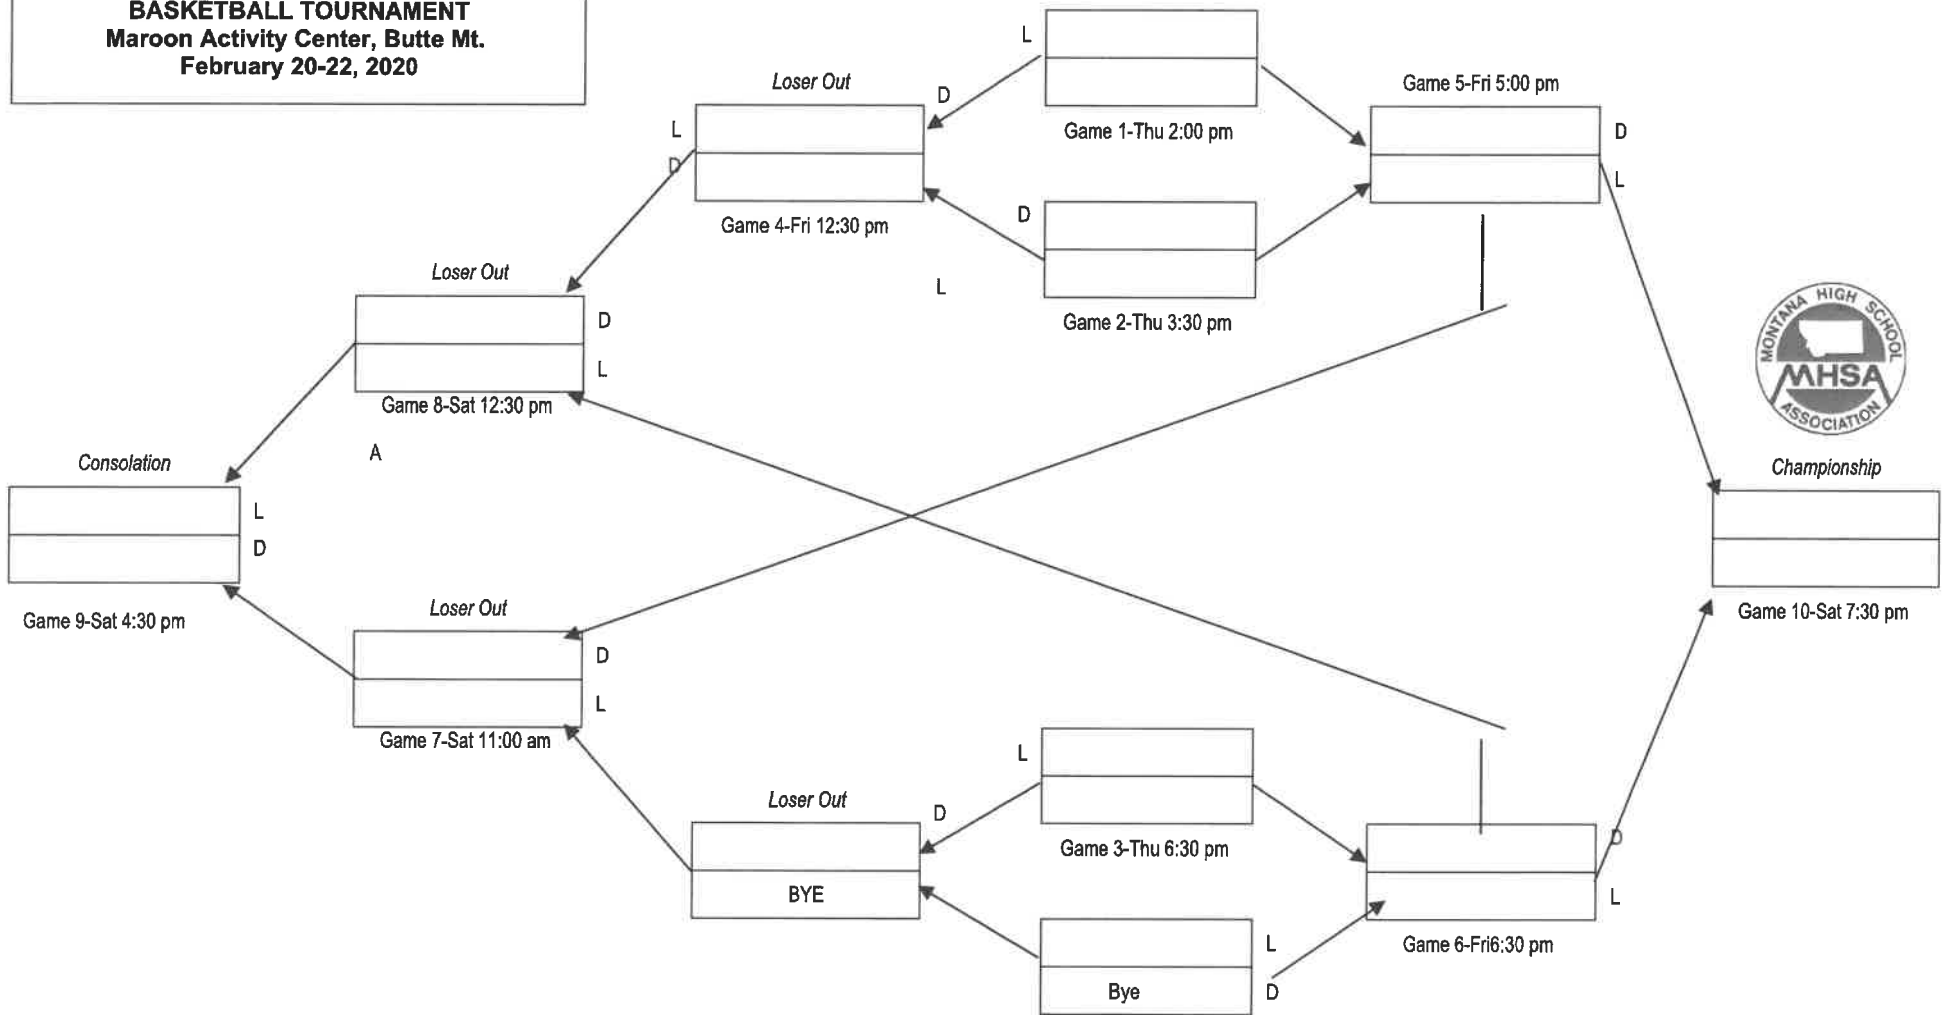 BASKETBALL TOURNAMENT
Maroon Activity Center, Butte Mt.
February 20-22, 2020
L
Loser Out
D
Game 5-Fri 5:00 pm
L
D
Game 1-Thu 2:00 pm
D
L
Game 4-Fri 12:30 pm
D
L
Game 2-Thu 3:30 pm
Loser Out
D
L
Game 8-Sat 12:30 pm
A
MONTANA HIGH SCHOOL
MHSA
ASSOCIATION
Consolation
L
D
Game 9-Sat 4:30 pm
Championship
Game 10-Sat 7:30 pm
Loser Out
D
L
Game 7-Sat 11:00 am
L
Loser Out
D
Game 3-Thu 6:30 pm
BYE
D
L
Game 6-Fri6:30 pm
L
Bye
D